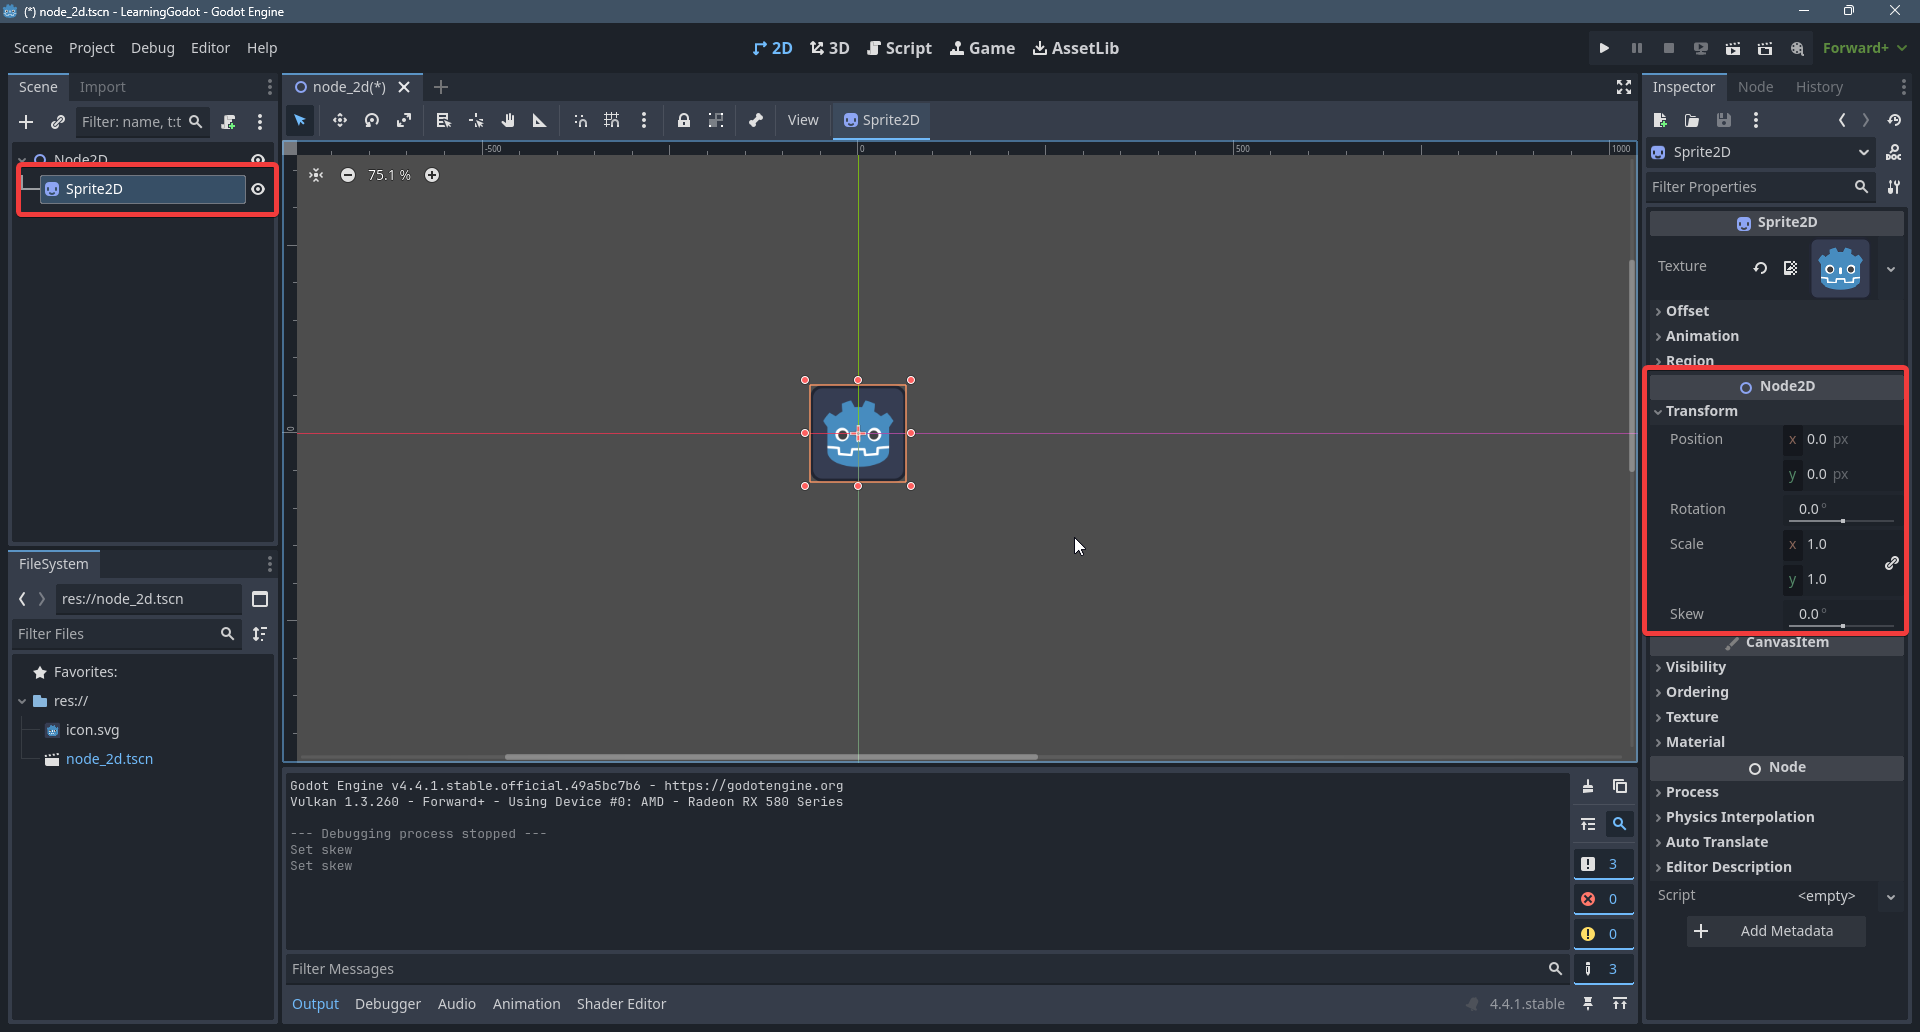 (*) node_2d.tscn - LearningGodot - Godot Engine
Scene Project Debug Editor Help
2D 3D Script Game AssetLib
Forward+
Scene Import
Filter: name, t:t
Node2D
Sprite2D
node_2d(*)
View Sprite2D
-500 0 500 1000
0
75.1 %
FileSystem
res://node_2d.tscn
Filter Files
Favorites:
res://
icon.svg
node_2d.tscn
Godot Engine v4.4.1.stable.official.49a5bc7b6 - https://godotengine.org
Vulkan 1.3.260 - Forward+ - Using Device #0: AMD - Radeon RX 580 Series
--- Debugging process stopped ---
Set skew
Set skew
3
0
0
3
Filter Messages
Output Debugger Audio Animation Shader Editor
4.4.1.stable
Inspector Node History
Sprite2D
DOC
Filter Properties
Sprite2D
Texture
Offset
Animation
Region
Node2D
Transform
Position x 0.0 px
y 0.0 px
Rotation 0.0 °
Scale x 1.0
y 1.0
Skew 0.0 °
CanvasItem
Visibility
Ordering
Texture
Material
Node
Process
Physics Interpolation
Auto Translate
Editor Description
Script <empty>
Add Metadata